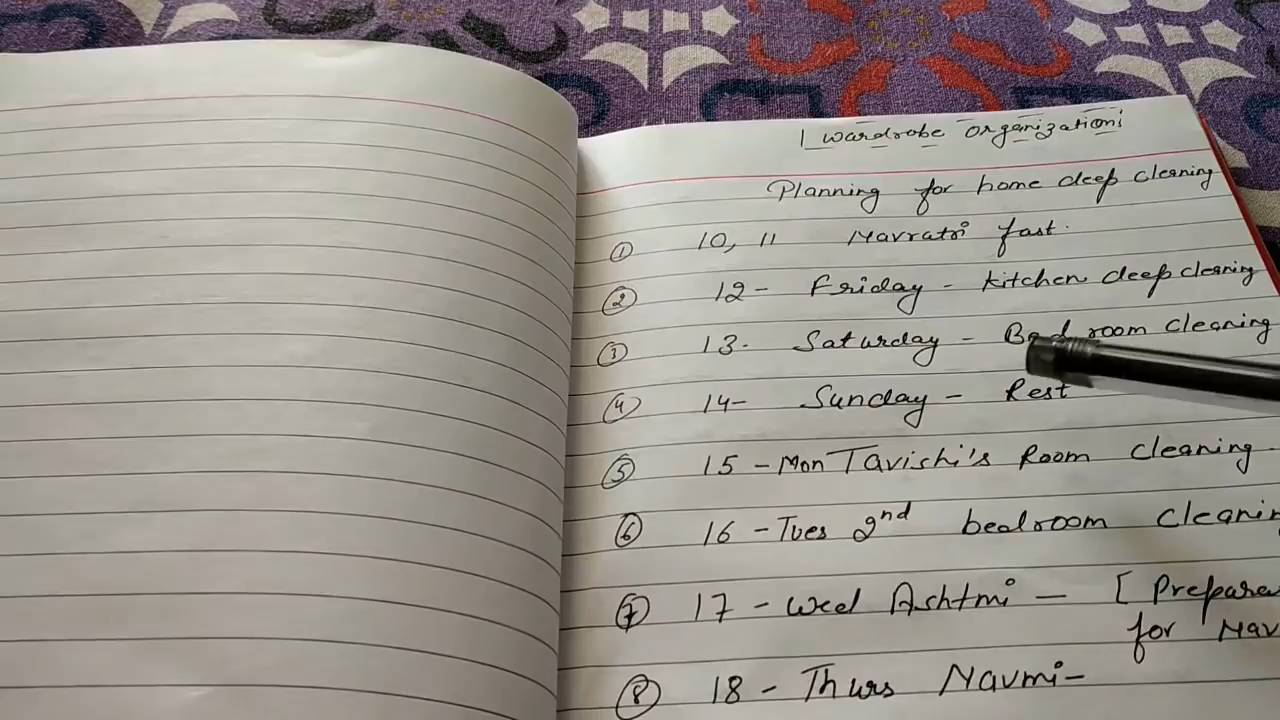 wardrobe organization
Planning for home deep cleaning
① 10, 11 Navratri fast.
② 12- Friday - Kitchen deep cleaning
③ 13- Saturday - Bedroom cleaning
④ 14- Sunday - Rest
⑤ 15 - Mon Tavishi's Room cleaning
⑥ 16 - Tues 2nd bedroom
⑦ 17 - Wed Ashtmi - [
for
⑧ 18 - Thurs Navmi-